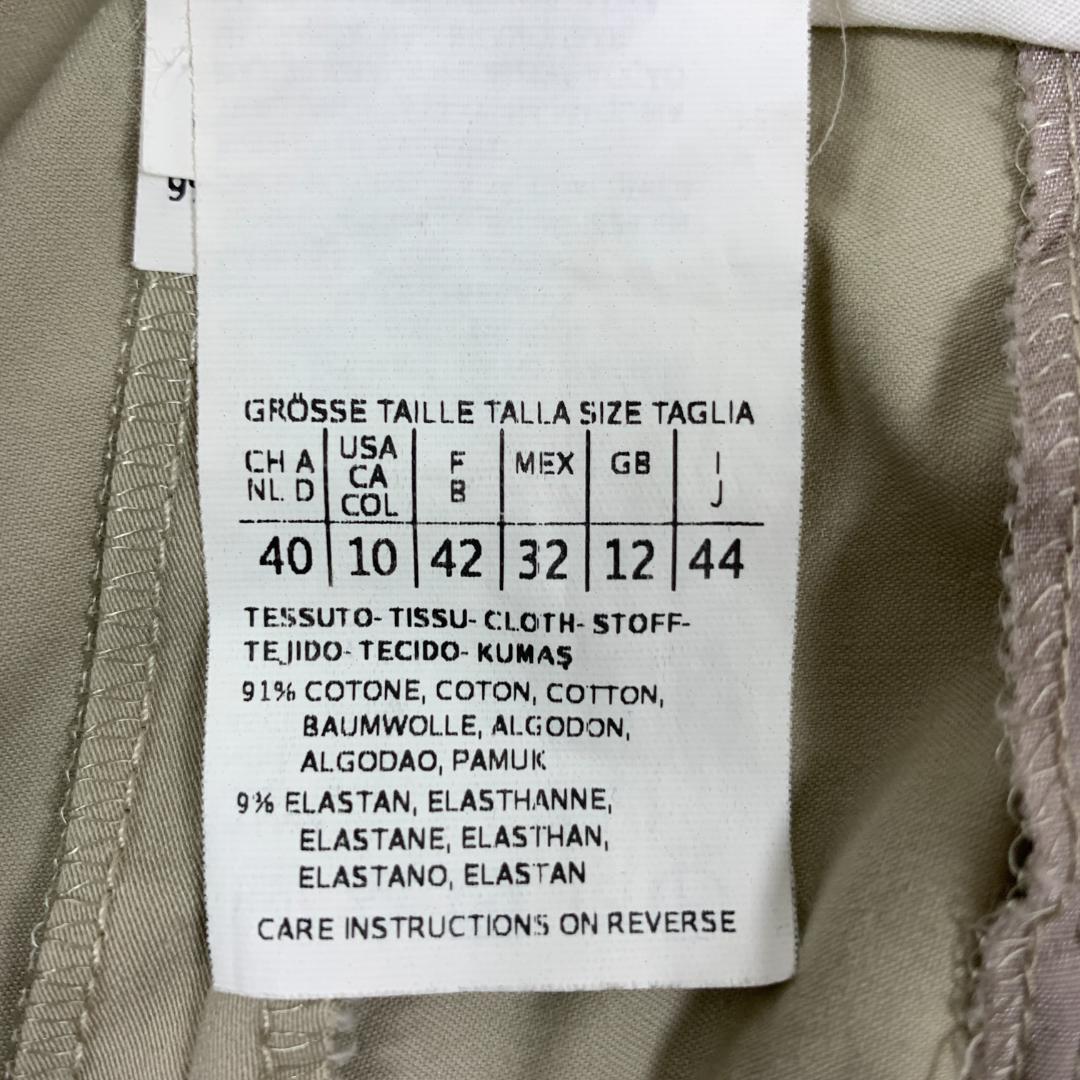 GRÖSSE TAILLE TALLA SIZE TAGLIA
CH A NL D | USA CA COL | F B | MEX | GB | I J
40 | 10 | 42 | 32 | 12 | 44
TESSUTO- TISSU- CLOTH- STOFF-
TEJIDO- TECIDO- KUMAŞ
91% COTONE, COTON, COTTON,
BAUMWOLLE, ALGODON,
ALGODAO, PAMUK
9% ELASTAN, ELASTHANNE,
ELASTANE, ELASTHAN,
ELASTANO, ELASTAN
CARE INSTRUCTIONS ON REVERSE